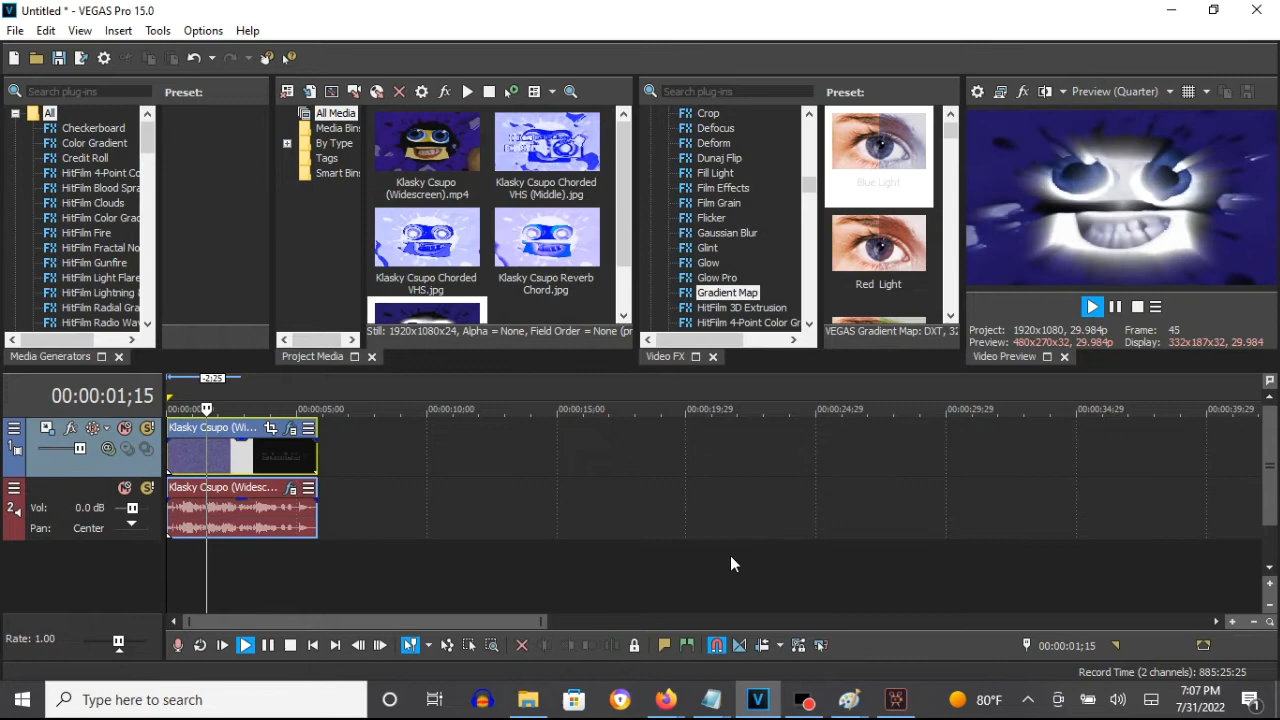 Untitled * - VEGAS Pro 15.0
File Edit View Insert Tools Options Help
Search plug-ins
Preset:
All
Checkerboard
Color Gradient
Credit Roll
HitFilm 4-Point Co
HitFilm Blood Spra
HitFilm Clouds
HitFilm Color Grad
HitFilm Fire
HitFilm Fractal No
HitFilm Gunfire
HitFilm Light Flare
HitFilm Lightning &
HitFilm Radial Gra
HitFilm Radio Wav
Media Generators
All Media
Media Bins
By Type
Tags
Smart Bins
Klasky Csupo
(Widescreen).mp4
Klasky Csupo Chorded
VHS (Middle).jpg
Klasky Csupo Chorded
VHS.jpg
Klasky Csupo Reverb
Chord.jpg
Still: 1920x1080x24, Alpha = None, Field Order = None (pr
Project Media
Search plug-ins
Preset:
Crop
Defocus
Deform
Dunaj Flip
Fill Light
Film Effects
Film Grain
Flicker
Gaussian Blur
Glint
Glow
Glow Pro
Gradient Map
HitFilm 3D Extrusion
HitFilm 4-Point Color Gr
Blue Light
Red Light
VEGAS Gradient Map: DXT, 32
Video FX
Preview (Quarter)
Project: 1920x1080, 29.984p Frame: 45
Preview: 480x270x32, 29.984p Display: 332x187x32, 29.984
Video Preview
00:00:01;15
-2:25
00:00:05;00 00:00:10;00 00:00:15;00 00:00:19;29 00:00:24;29 00:00:29;29 00:00:34;29 00:00:39;29
1
Klasky Csupo (Wi...
2
Klasky Csupo (Widesc...
Vol: 0.0 dB
Pan: Center
Rate: 1.00
00:00:01;15
Record Time (2 channels): 885:25:25
Type here to search
80°F
7:07 PM
7/31/2022